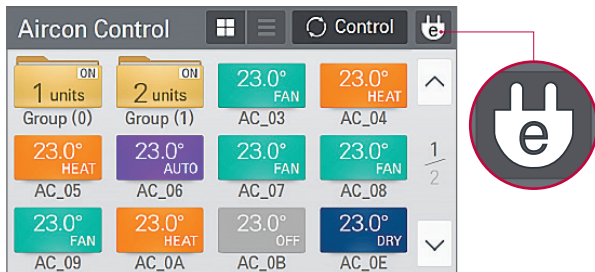 Aircon Control
Control
e
e
ON
1 units
Group (0)
ON
2 units
Group (1)
23.0°
FAN
AC_03
23.0°
HEAT
AC_04
23.0°
HEAT
AC_05
23.0°
AUTO
AC_06
23.0°
FAN
AC_07
23.0°
FAN
AC_08
1
2
23.0°
FAN
AC_09
23.0°
HEAT
AC_0A
23.0°
OFF
AC_0B
23.0°
DRY
AC_0E